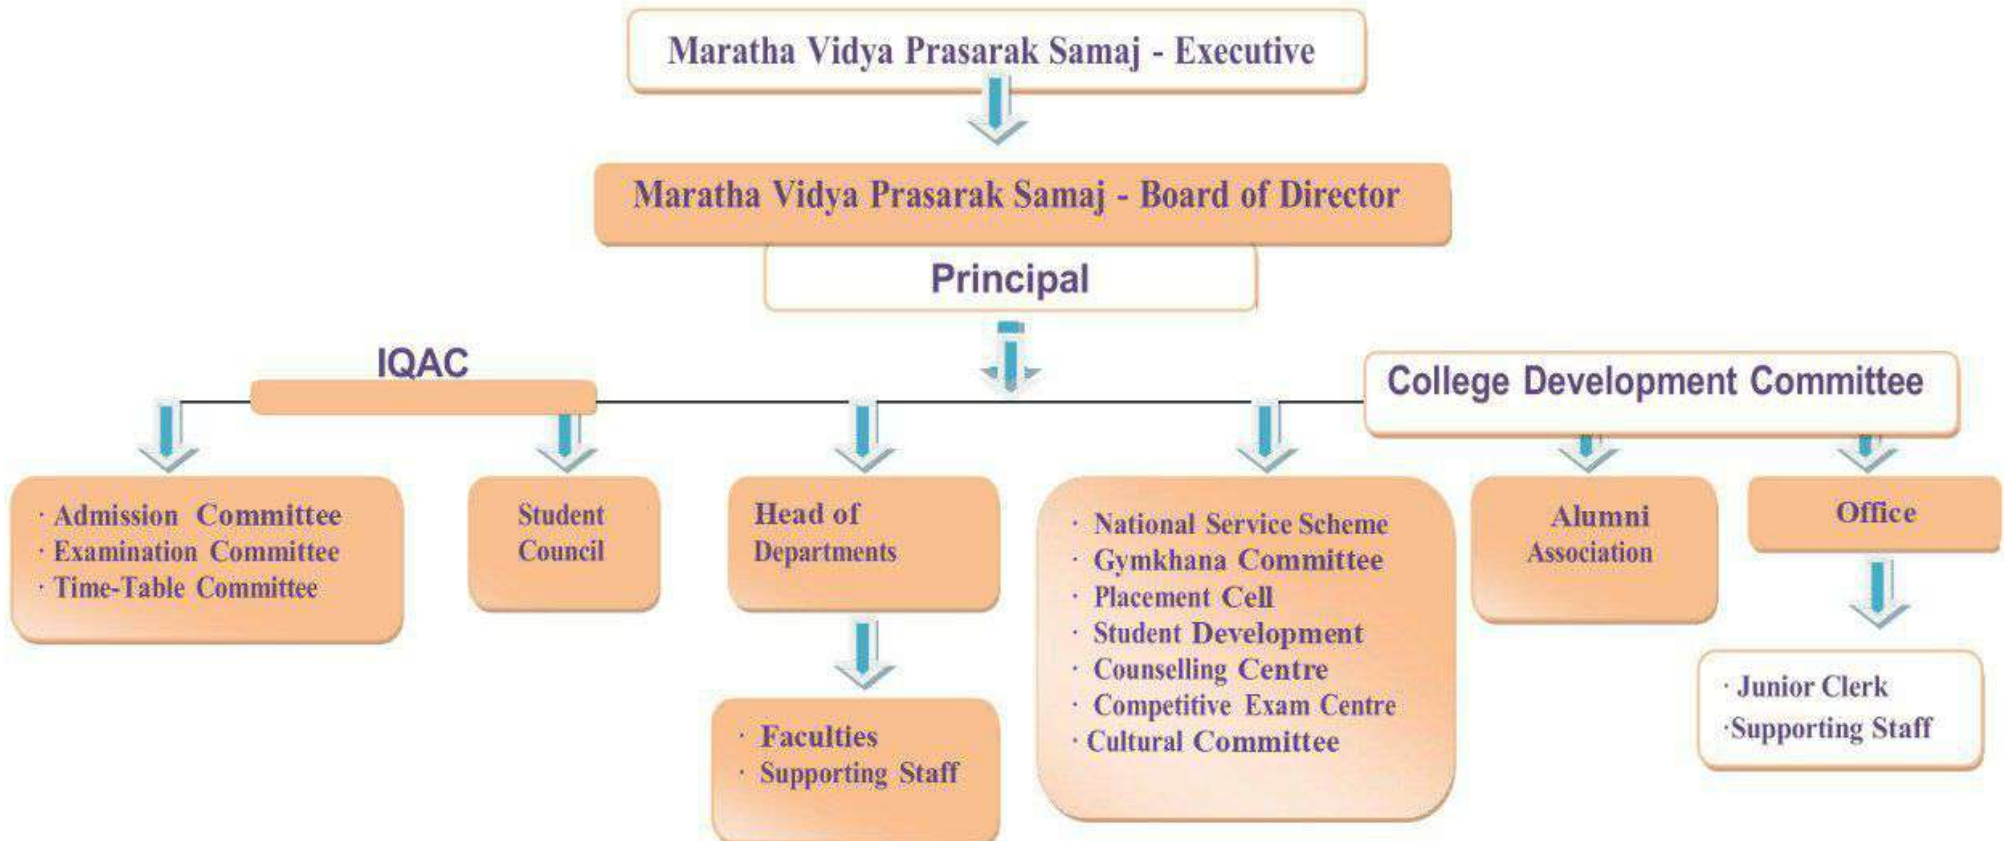 Maratha Vidya Prasarak Samaj - Executive
Maratha Vidya Prasarak Samaj - Board of Director
Principal
IQAC
College Development Committee
· Admission Committee
· Examination Committee
· Time-Table Committee
Student
Council
Head of
Departments
· Faculties
· Supporting Staff
· National Service Scheme
· Gymkhana Committee
· Placement Cell
· Student Development
· Counselling Centre
· Competitive Exam Centre
· Cultural Committee
Alumni
Association
Office
· Junior Clerk
·Supporting Staff